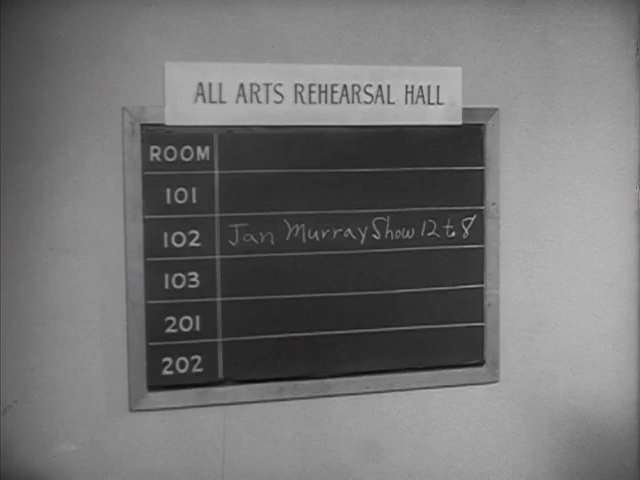 ALL ARTS REHEARSAL HALL
ROOM
101
102 Jan Murray Show 12 to 8
103
201
202